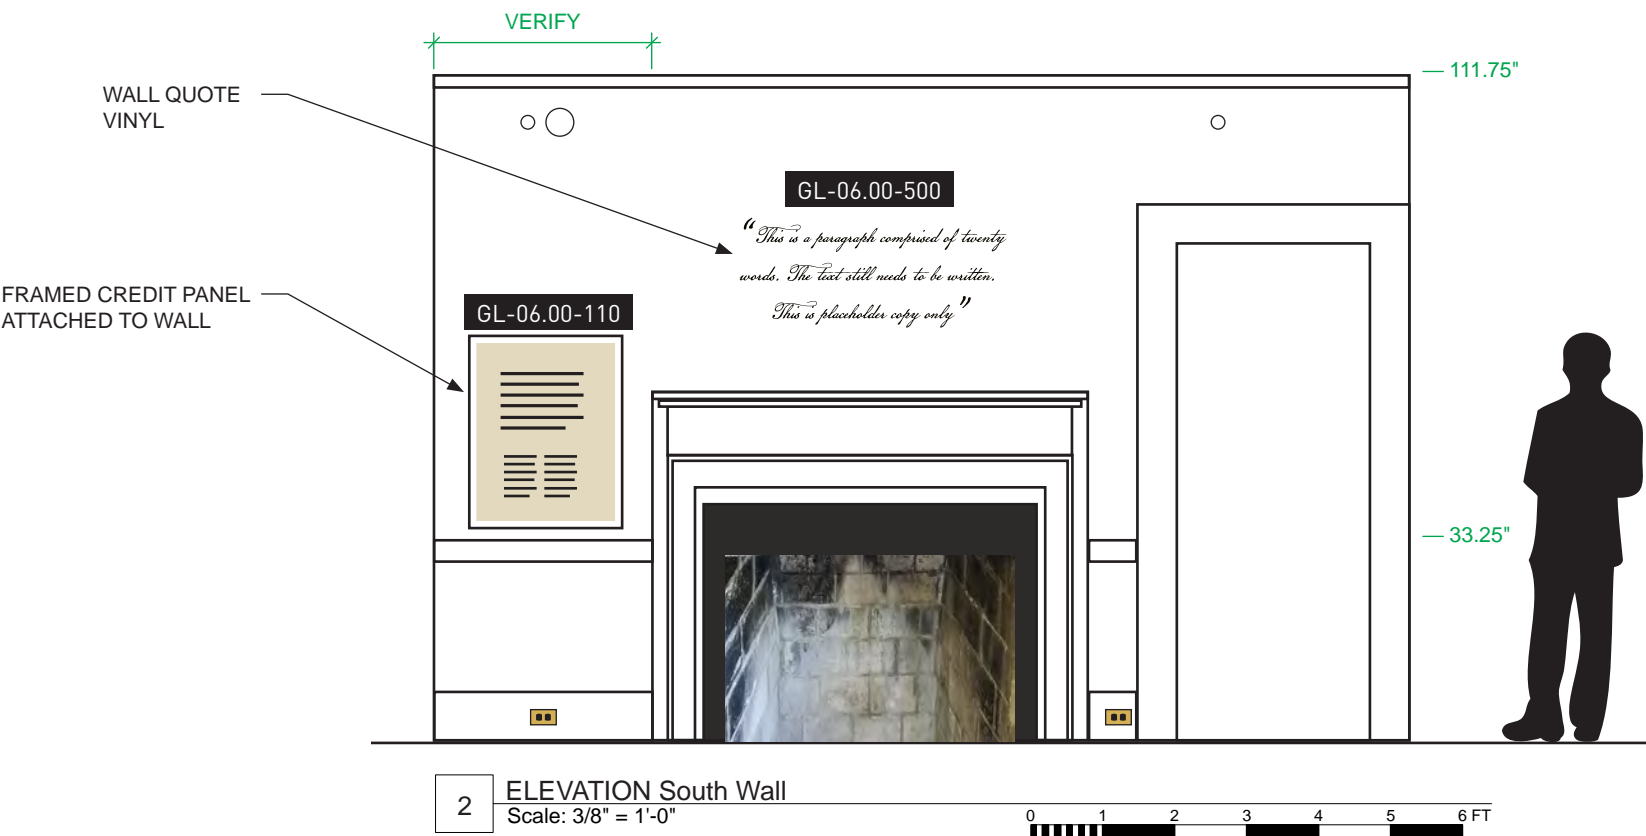 VERIFY
— 111.75"
WALL QUOTE
VINYL
GL-06.00-500
“This is a paragraph comprised of twenty
words. The text still needs to be written.
This is placeholder copy only”
FRAMED CREDIT PANEL
ATTACHED TO WALL
GL-06.00-110
— 33.25"
2
ELEVATION South Wall
Scale: 3/8" = 1'-0"
0 1 2 3 4 5 6 FT